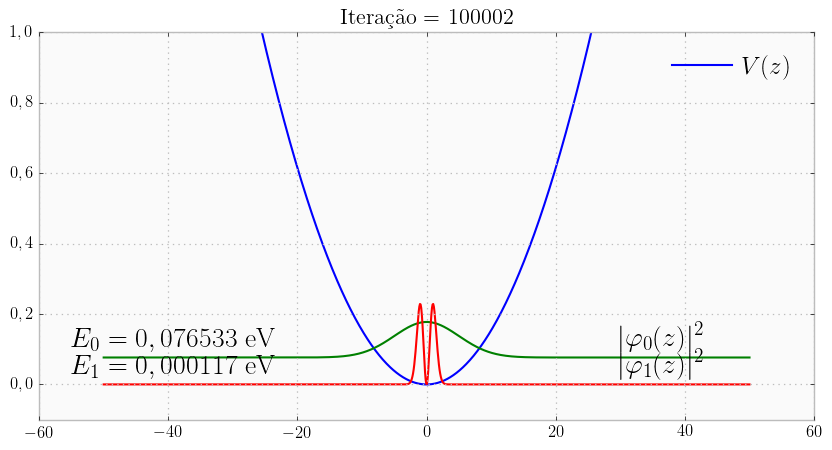 Iteração = 100002
1,0
V(z)
0,8
0,6
0,4
0,2
E₀ = 0,076533 eV |φ₀(z)|²
E₁ = 0,000117 eV |φ₁(z)|²
0,0
−60 −40 −20 0 20 40 60